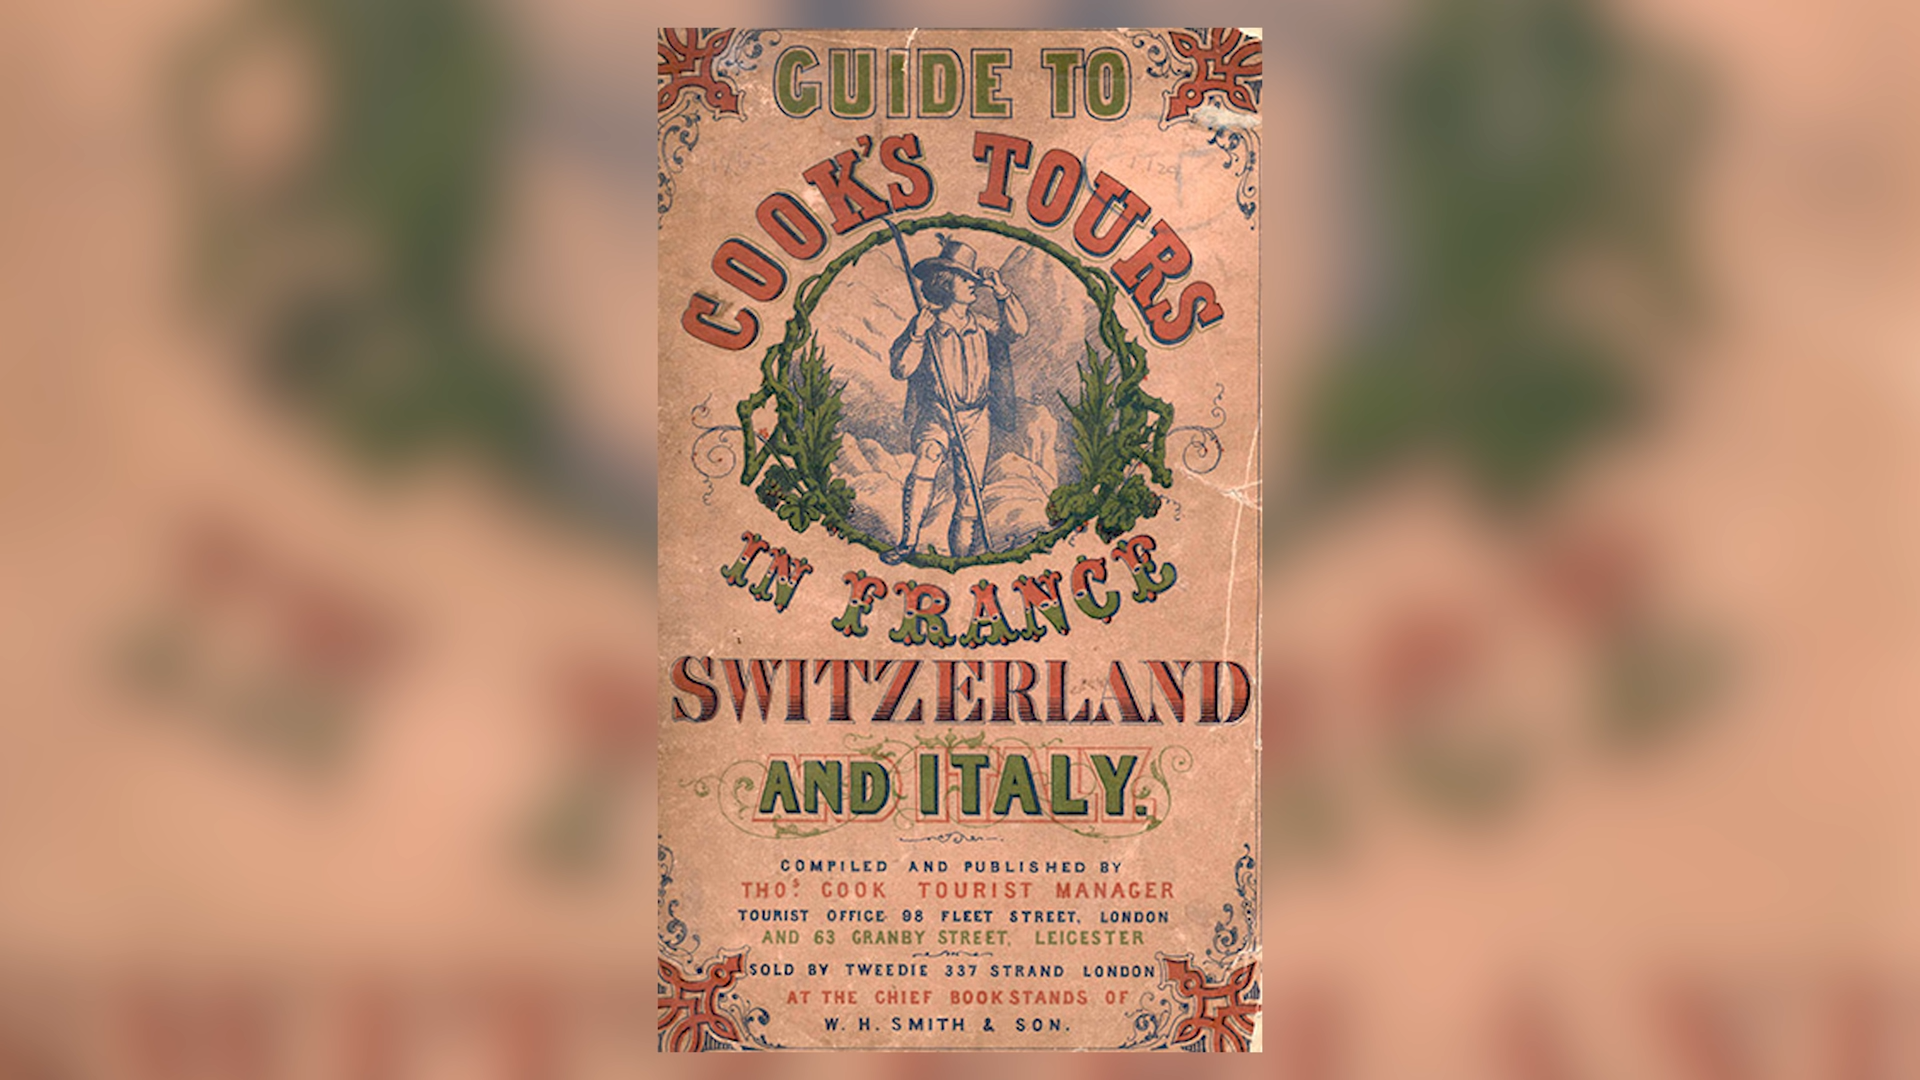 GUIDE TO
COOK'S TOURS
IN FRANCE
SWITZERLAND
AND ITALY.
COMPILED AND PUBLISHED BY
THOS. COOK TOURIST MANAGER
TOURIST OFFICE 98 FLEET STREET, LONDON
AND 63 GRANBY STREET, LEICESTER
SOLD BY TWEEDIE 337 STRAND LONDON
AT THE CHIEF BOOKSTANDS OF
W. H. SMITH & SON.